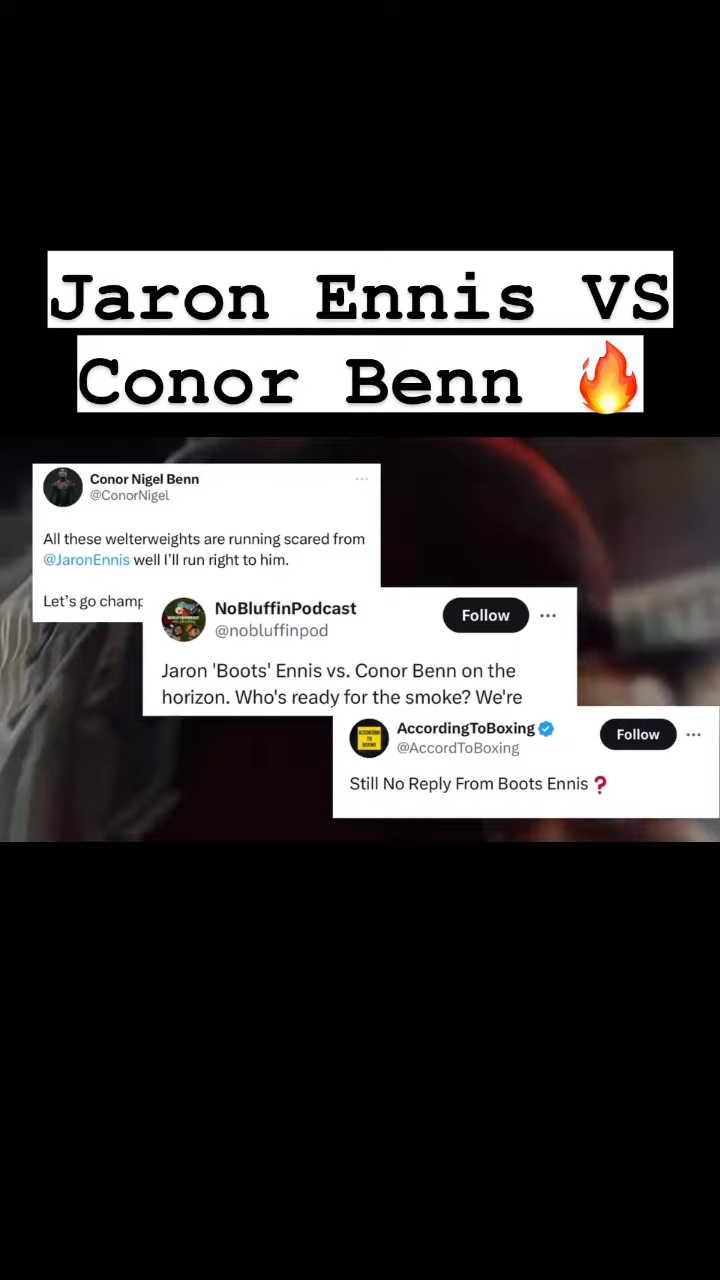 Jaron Ennis VS
Conor Benn 🔥
Conor Nigel Benn
@ConorNigel
All these welterweights are running scared from
@JaronEnnis well I'll run right to him.
Let's go champ
NoBluffinPodcast
@nobluffinpod
Follow
Jaron 'Boots' Ennis vs. Conor Benn on the
horizon. Who's ready for the smoke? We're
AccordingToBoxing
@AccordToBoxing
Follow
Still No Reply From Boots Ennis ❓